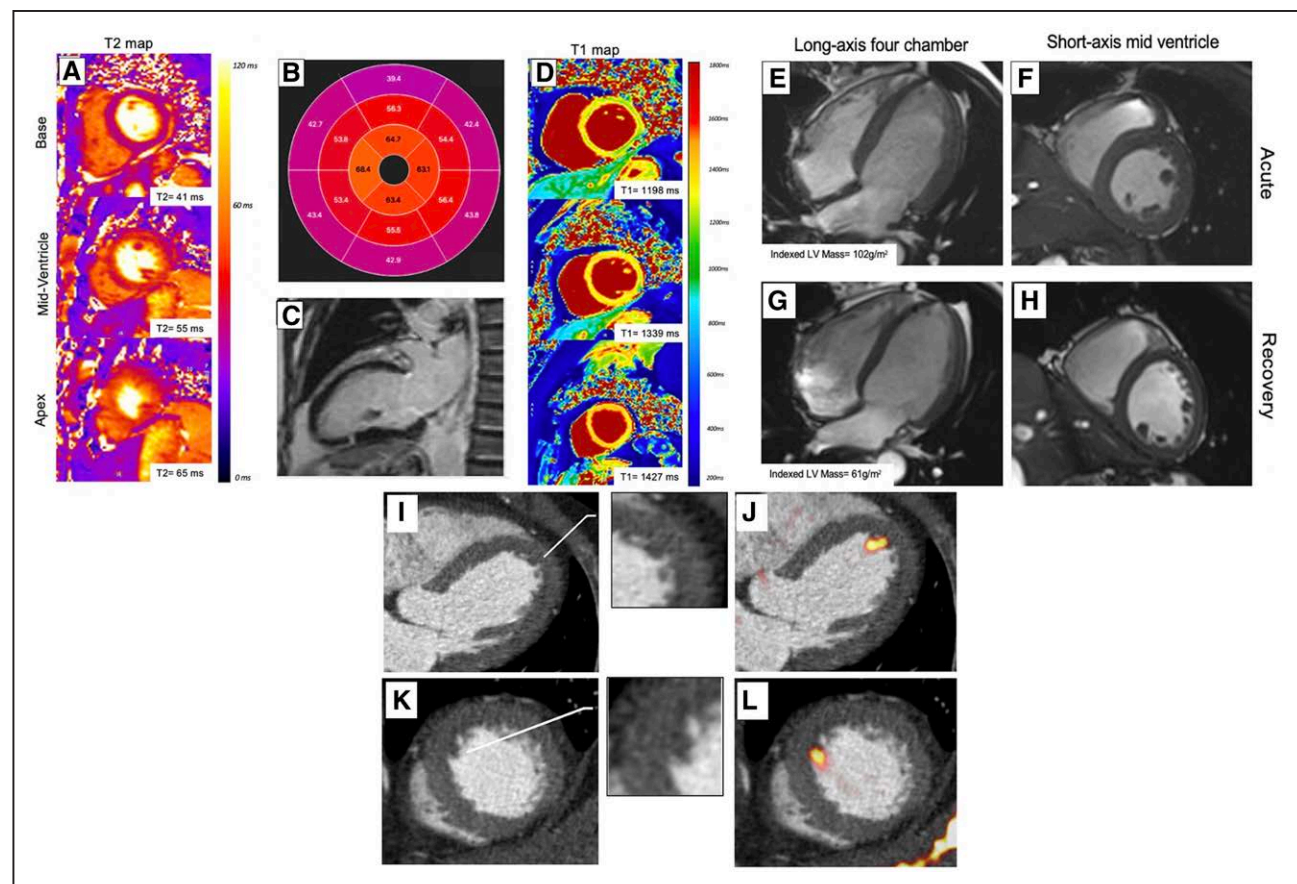 T2 map
A
Base
T2= 41 ms
Mid-Ventricle
T2= 55 ms
Apex
T2= 65 ms
120 ms
60 ms
0 ms
B
39.4
42.7
42.4
56.3
53.8
54.4
64.7
68.4
63.1
63.4
53.4
56.4
55.5
43.4
43.8
42.9
C
T1 map
D
T1= 1198 ms
T1= 1339 ms
T1= 1427 ms
1800ms
1600ms
1400ms
1200ms
1000ms
800ms
600ms
400ms
200ms
Long-axis four chamber
Short-axis mid ventricle
E
Indexed LV Mass= 102g/m²
F
Acute
G
Indexed LV Mass= 61g/m²
H
Recovery
I
J
K
L